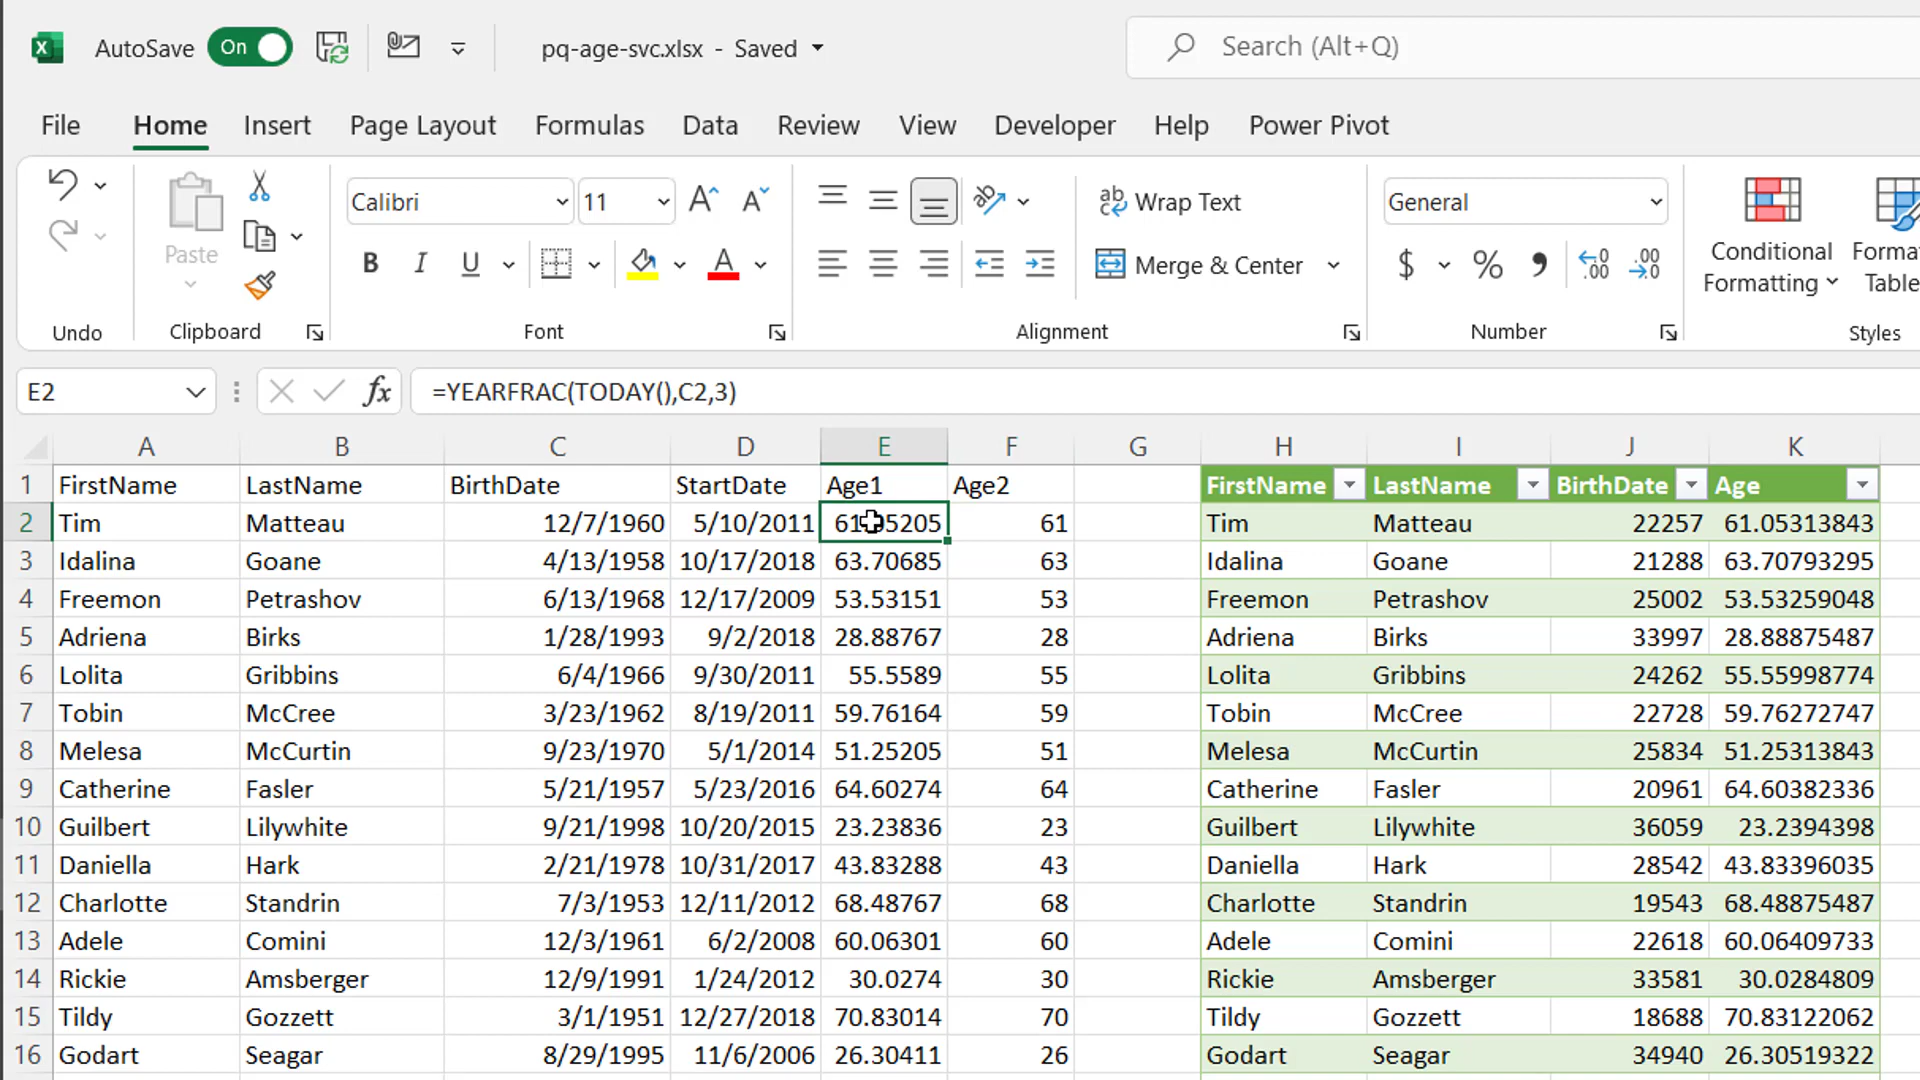 AutoSave On pq-age-svc.xlsx - Saved Search (Alt+Q)
File Home Insert Page Layout Formulas Data Review View Developer Help Power Pivot
Paste Calibri 11 Wrap Text General Conditional Formatting
B I U Merge & Center $ % Table
Undo Clipboard Font Alignment Number Styles
E2 fx =YEARFRAC(TODAY(),C2,3)
A B C D E F G H I J K
1 FirstName LastName BirthDate StartDate Age1 Age2 FirstName LastName BirthDate Age
2 Tim Matteau 12/7/1960 5/10/2011 61 Tim Matteau 22257 61.05313843
3 Idalina Goane 4/13/1958 10/17/2018 63.70685 63 Idalina Goane 21288 63.70793295
4 Freemon Petrashov 6/13/1968 12/17/2009 53.53151 53 Freemon Petrashov 25002 53.53259048
5 Adriena Birks 1/28/1993 9/2/2018 28.88767 28 Adriena Birks 33997 28.88875487
6 Lolita Gribbins 6/4/1966 9/30/2011 55.5589 55 Lolita Gribbins 24262 55.55998774
7 Tobin McCree 3/23/1962 8/19/2011 59.76164 59 Tobin McCree 22728 59.76272747
8 Melesa McCurtin 9/23/1970 5/1/2014 51.25205 51 Melesa McCurtin 25834 51.25313843
9 Catherine Fasler 5/21/1957 5/23/2016 64.60274 64 Catherine Fasler 20961 64.60382336
10 Guilbert Lilywhite 9/21/1998 10/20/2015 23.23836 23 Guilbert Lilywhite 36059 23.2394398
11 Daniella Hark 2/21/1978 10/31/2017 43.83288 43 Daniella Hark 28542 43.83396035
12 Charlotte Standrin 7/3/1953 12/11/2012 68.48767 68 Charlotte Standrin 19543 68.48875487
13 Adele Comini 12/3/1961 6/2/2008 60.06301 60 Adele Comini 22618 60.06409733
14 Rickie Amsberger 12/9/1991 1/24/2012 30.0274 30 Rickie Amsberger 33581 30.0284809
15 Tildy Gozzett 3/1/1951 12/27/2018 70.83014 70 Tildy Gozzett 18688 70.83122062
16 Godart Seagar 8/29/1995 11/6/2006 26.30411 26 Godart Seagar 34940 26.30519322